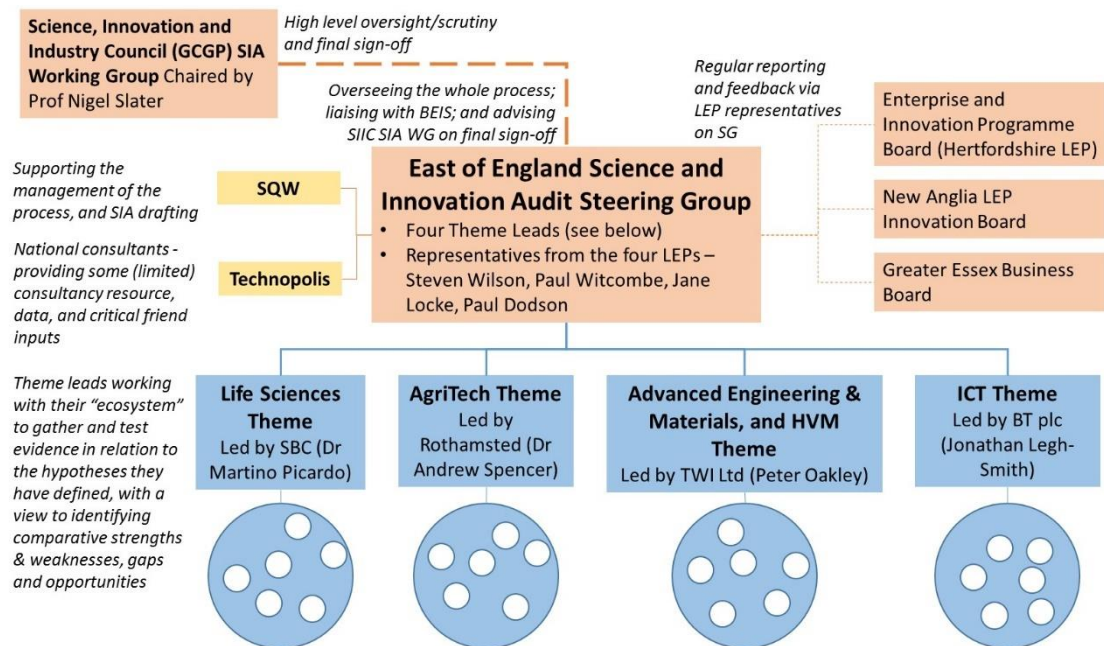 Science, Innovation and
Industry Council (GCGP) SIA
Working Group Chaired by
Prof Nigel Slater
High level oversight/scrutiny
and final sign-off
Overseeing the whole process;
liaising with BEIS; and advising
SIIC SIA WG on final sign-off
Regular reporting
and feedback via
LEP representatives
on SG
Enterprise and
Innovation Programme
Board (Hertfordshire LEP)
New Anglia LEP
Innovation Board
Greater Essex Business
Board
Supporting the
management of the
process, and SIA drafting
SQW
National consultants -
providing some (limited)
consultancy resource,
data, and critical friend
inputs
Technopolis
East of England Science and
Innovation Audit Steering Group
• Four Theme Leads (see below)
• Representatives from the four LEPs –
Steven Wilson, Paul Witcombe, Jane
Locke, Paul Dodson
Theme leads working
with their “ecosystem”
to gather and test
evidence in relation to
the hypotheses they
have defined, with a
view to identifying
comparative strengths
& weaknesses, gaps
and opportunities
Life Sciences
Theme
Led by SBC (Dr
Martino Picardo)
AgriTech Theme
Led by
Rothamsted (Dr
Andrew Spencer)
Advanced Engineering &
Materials, and HVM
Theme
Led by TWI Ltd (Peter Oakley)
ICT Theme
Led by BT plc
(Jonathan Legh-
Smith)